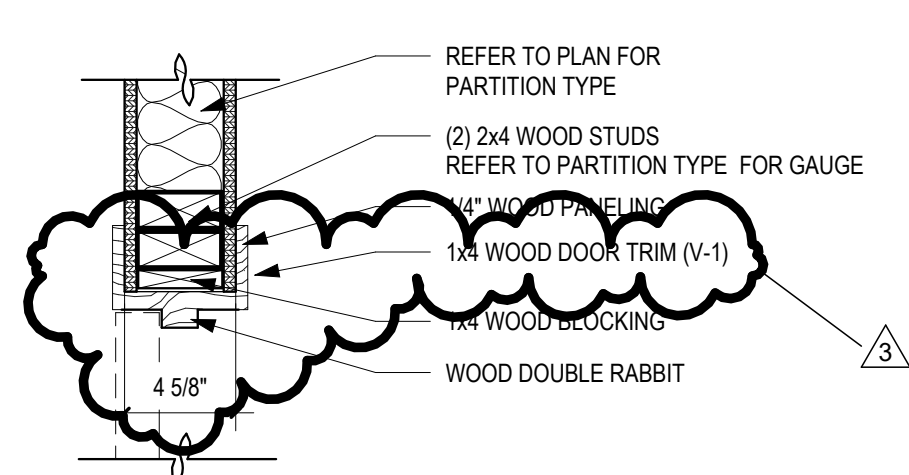 REFER TO PLAN FOR
PARTITION TYPE
(2) 2x4 WOOD STUDS
REFER TO PARTITION TYPE FOR GAUGE
1/4" WOOD PANELING
1x4 WOOD DOOR TRIM (V-1)
1x4 WOOD BLOCKING
WOOD DOUBLE RABBIT
4 5/8"
3